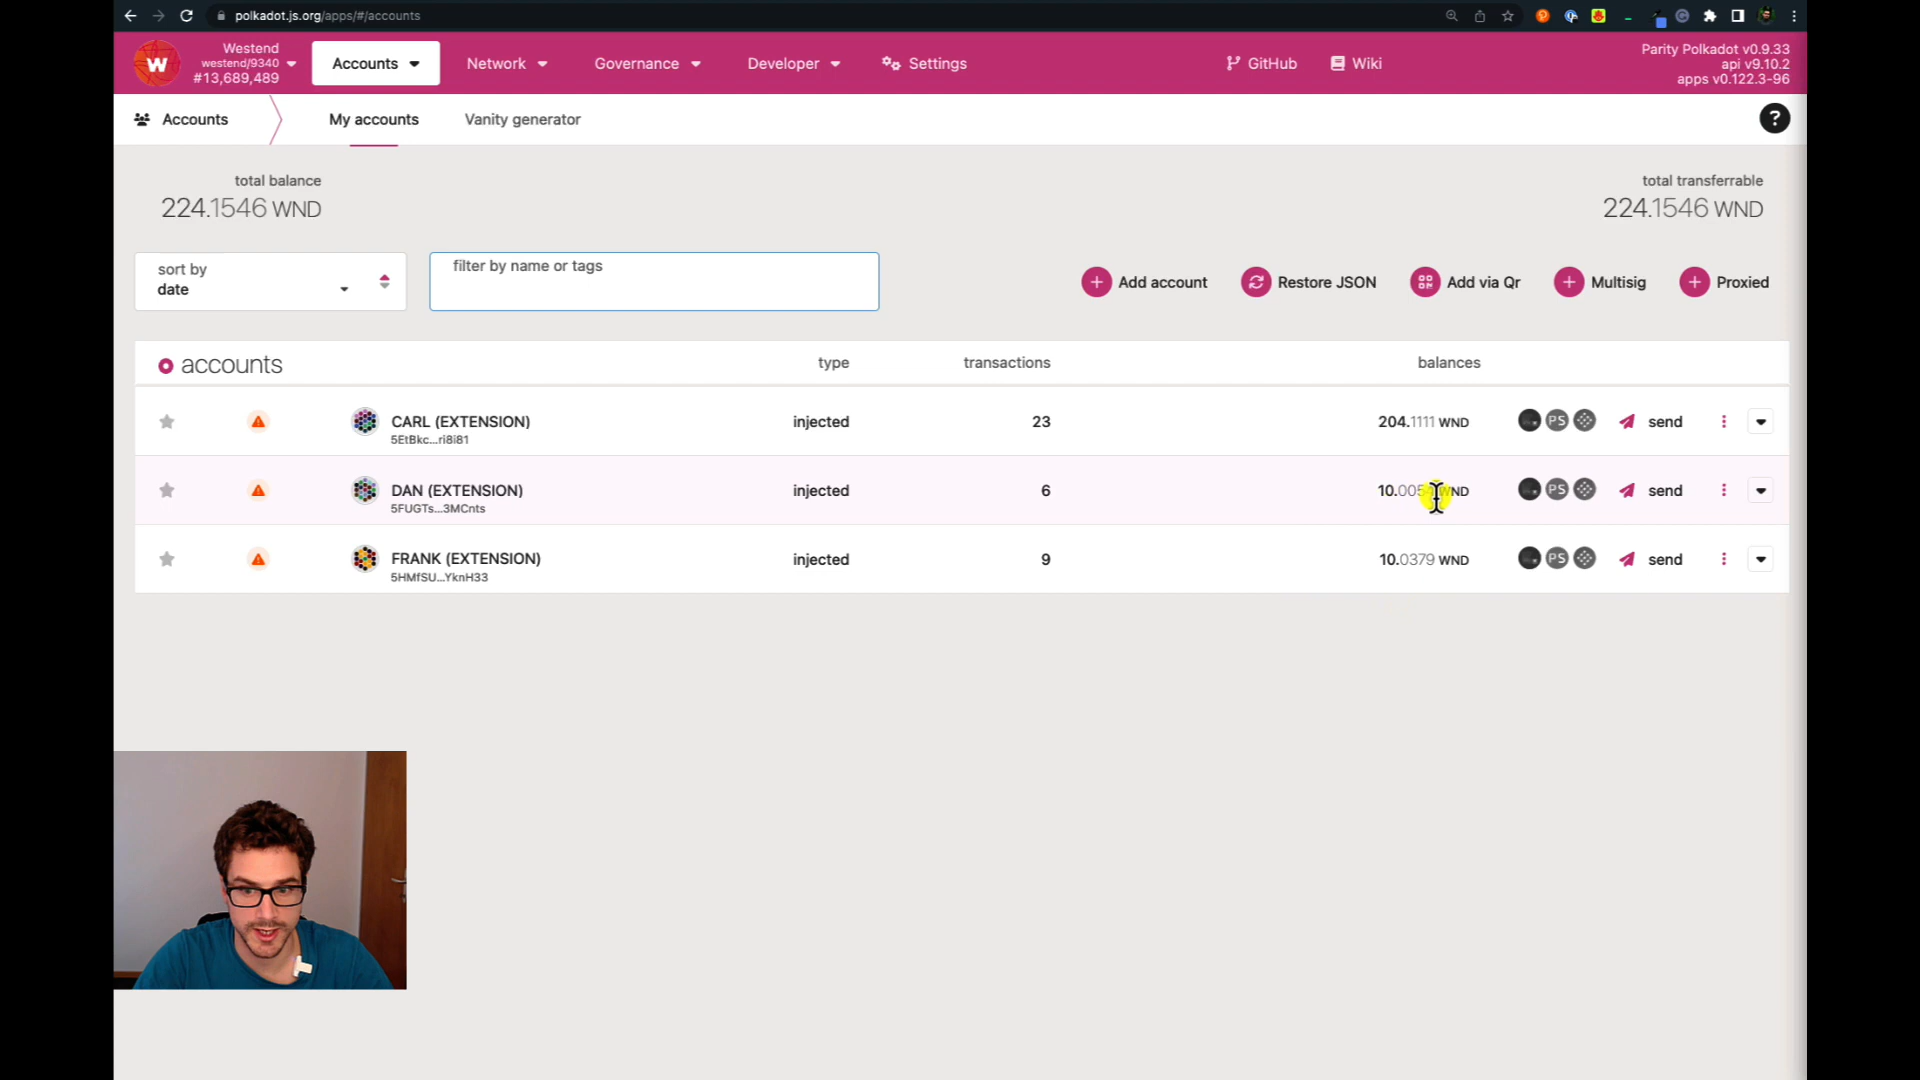 polkadot.js.org/apps/#/accounts
Westend
westend/9340
#13,689,489
Accounts
Network
Governance
Developer
Settings
GitHub
Wiki
Parity Polkadot v0.9.33
api v9.10.2
apps v0.122.3-96
W
Accounts
My accounts
Vanity generator
?
total balance
224.1546 WND
total transferrable
224.1546 WND
sort by
date
filter by name or tags
Add account
Restore JSON
Add via Qr
Multisig
Proxied
accounts
type
transactions
balances
CARL (EXTENSION)
5EtBkc...ri8i81
injected
23
204.1111 WND
PS
send
DAN (EXTENSION)
5FUGTs...3MCnts
injected
6
WND
PS
send
FRANK (EXTENSION)
5HMfSU...YknH33
injected
9
10.0379 WND
PS
send